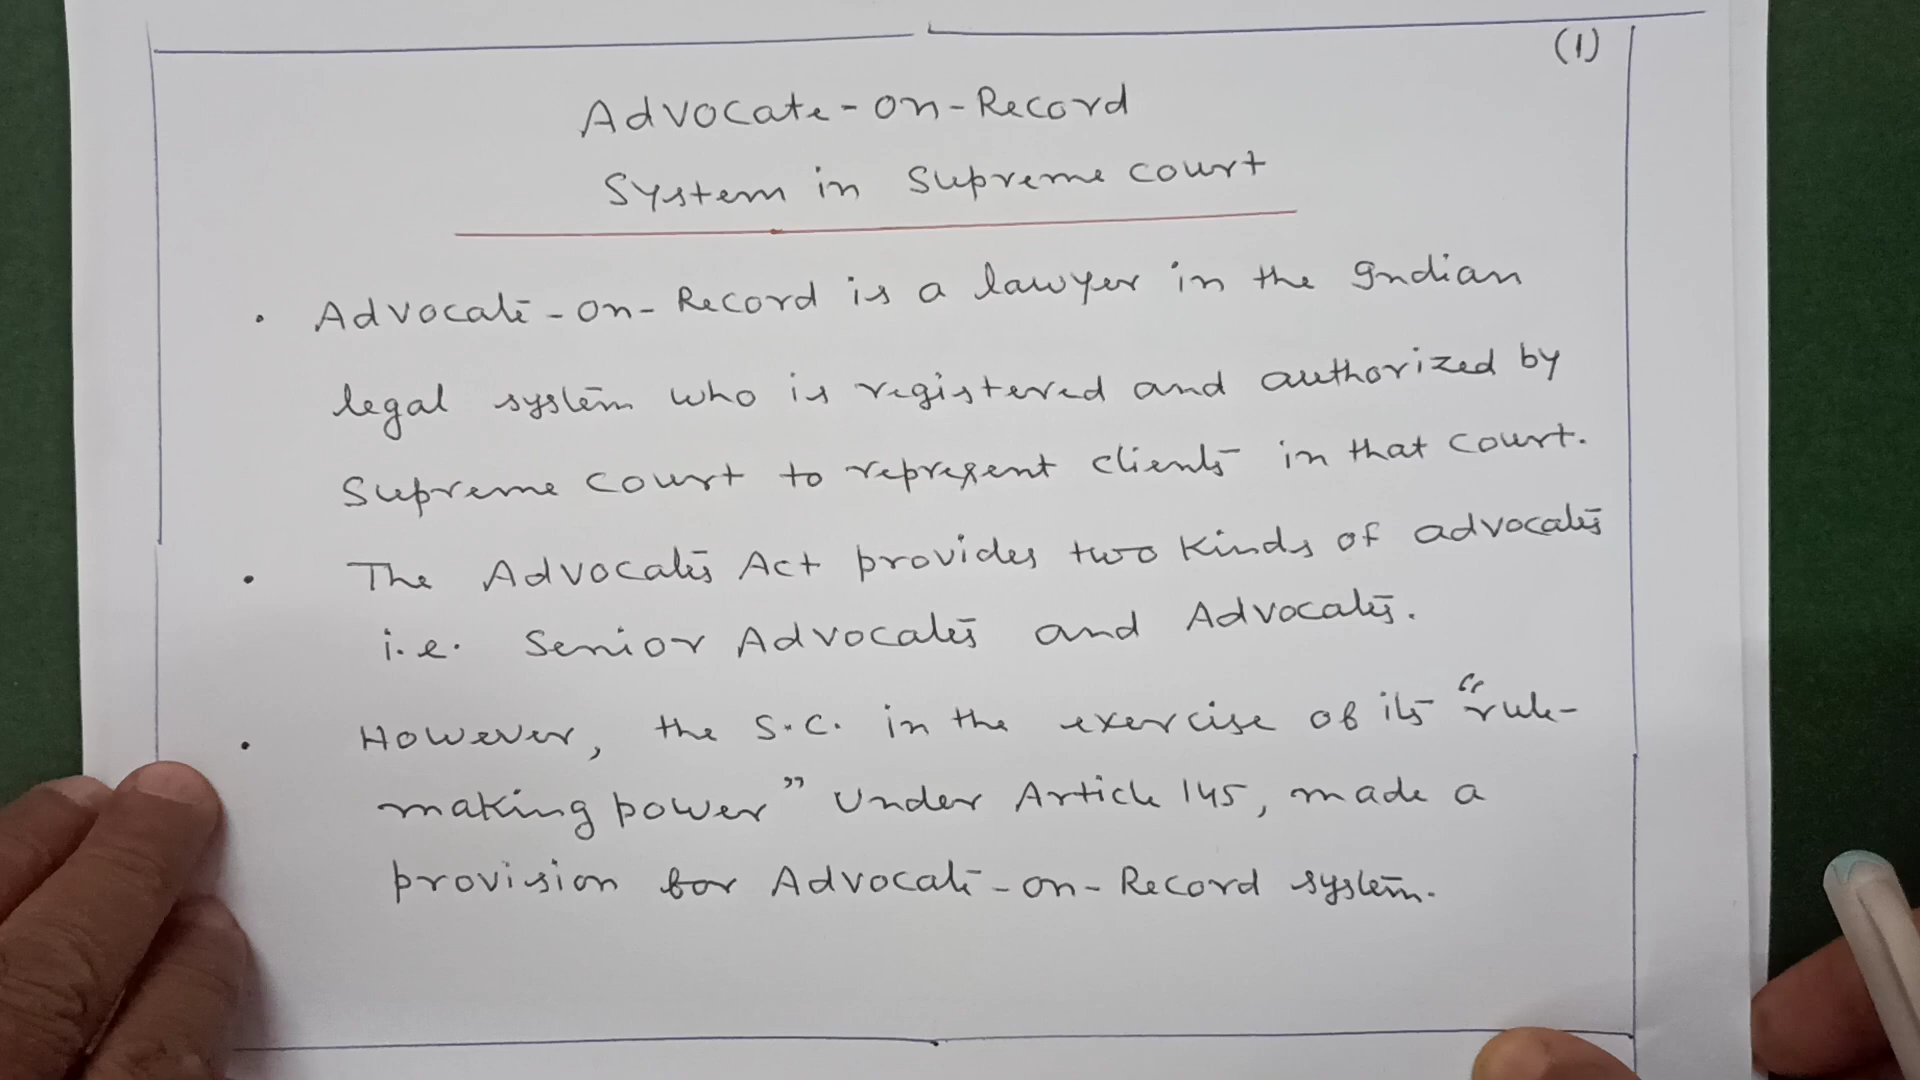 (1)
Advocate-on-Record
System in Supreme Court
• Advocate-on-Record is a lawyer in the Indian
legal system who is registered and authorized by
Supreme Court to represent clients in that Court.
• The Advocates Act provides two kinds of advocates
i.e. Senior Advocates and Advocates.
• However, the S.C. in the exercise of its "rule-
making power" under Article 145, made a
provision for Advocate-on-Record system.